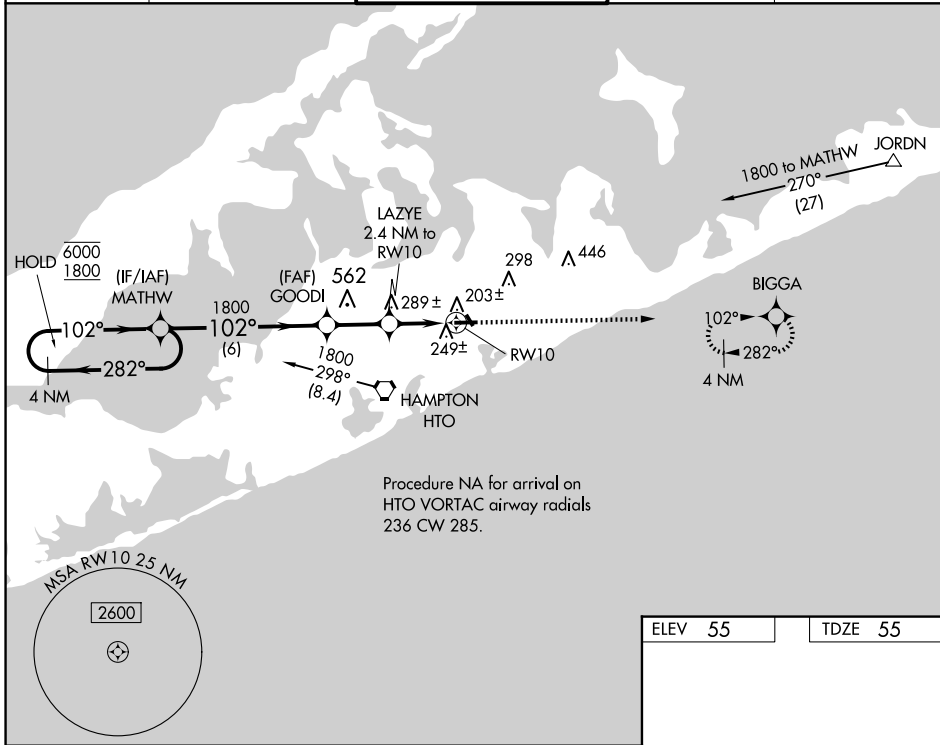 JORDN
1800 to MATHW
270°
(27)
LAZYE
2.4 NM to
RW10
HOLD
6000
1800
(IF/IAF)
MATHW
(FAF)
GOODI
562
298
446
289±
203±
249±
BIGGA
102°
1800
102°
(6)
282°
4 NM
RW10
102°
282°
4 NM
1800
298°
(8.4)
HAMPTON
HTO
Procedure NA for arrival on
HTO VORTAC airway radials
236 CW 285.
MSA RW10 25 NM
2600
ELEV 55
TDZE 55